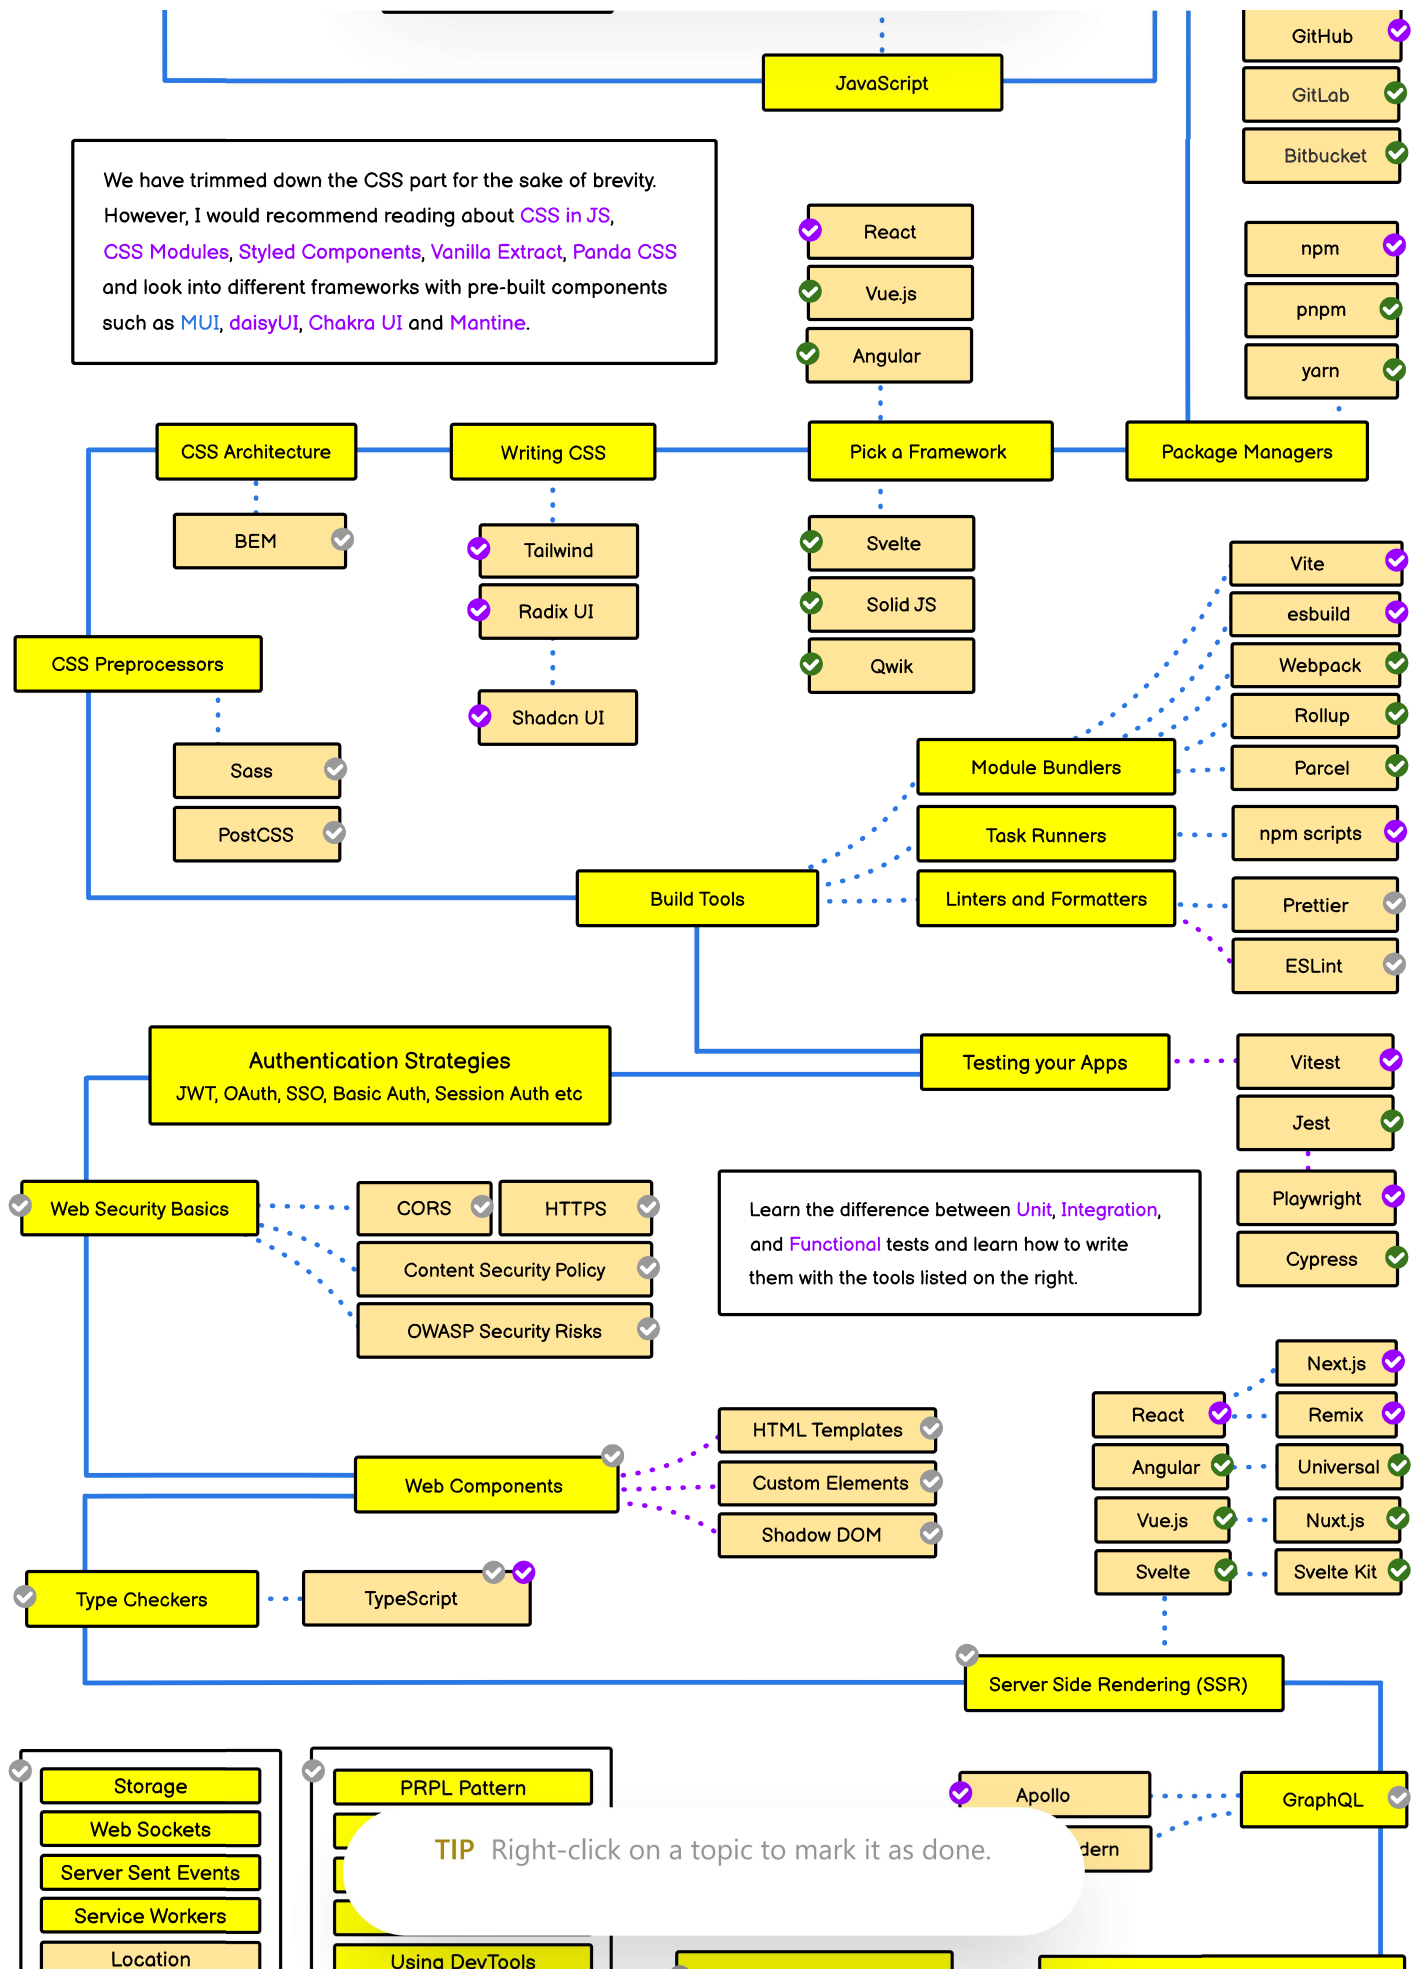 GitHub
JavaScript
GitLab
Bitbucket
We have trimmed down the CSS part for the sake of brevity.
However, I would recommend reading about CSS in JS,
CSS Modules, Styled Components, Vanilla Extract, Panda CSS
and look into different frameworks with pre-built components
such as MUI, daisyUI, Chakra UI and Mantine.
React
Vue.js
Angular
npm
pnpm
yarn
CSS Architecture
Writing CSS
Pick a Framework
Package Managers
BEM
Tailwind
Radix UI
Shadcn UI
Svelte
Solid JS
Qwik
CSS Preprocessors
Sass
PostCSS
Vite
esbuild
Webpack
Rollup
Parcel
Module Bundlers
Task Runners
npm scripts
Build Tools
Linters and Formatters
Prettier
ESLint
Authentication Strategies
JWT, OAuth, SSO, Basic Auth, Session Auth etc
Testing your Apps
Vitest
Jest
Playwright
Cypress
Web Security Basics
CORS
HTTPS
Content Security Policy
OWASP Security Risks
Learn the difference between Unit, Integration,
and Functional tests and learn how to write
them with the tools listed on the right.
Next.js
React
Remix
Angular
Universal
Vue.js
Nuxt.js
Svelte
Svelte Kit
Web Components
HTML Templates
Custom Elements
Shadow DOM
Type Checkers
TypeScript
Server Side Rendering (SSR)
Storage
Web Sockets
Server Sent Events
Service Workers
Location
PRPL Pattern
Using DevTools
Apollo
GraphQL
TIP Right-click on a topic to mark it as done.